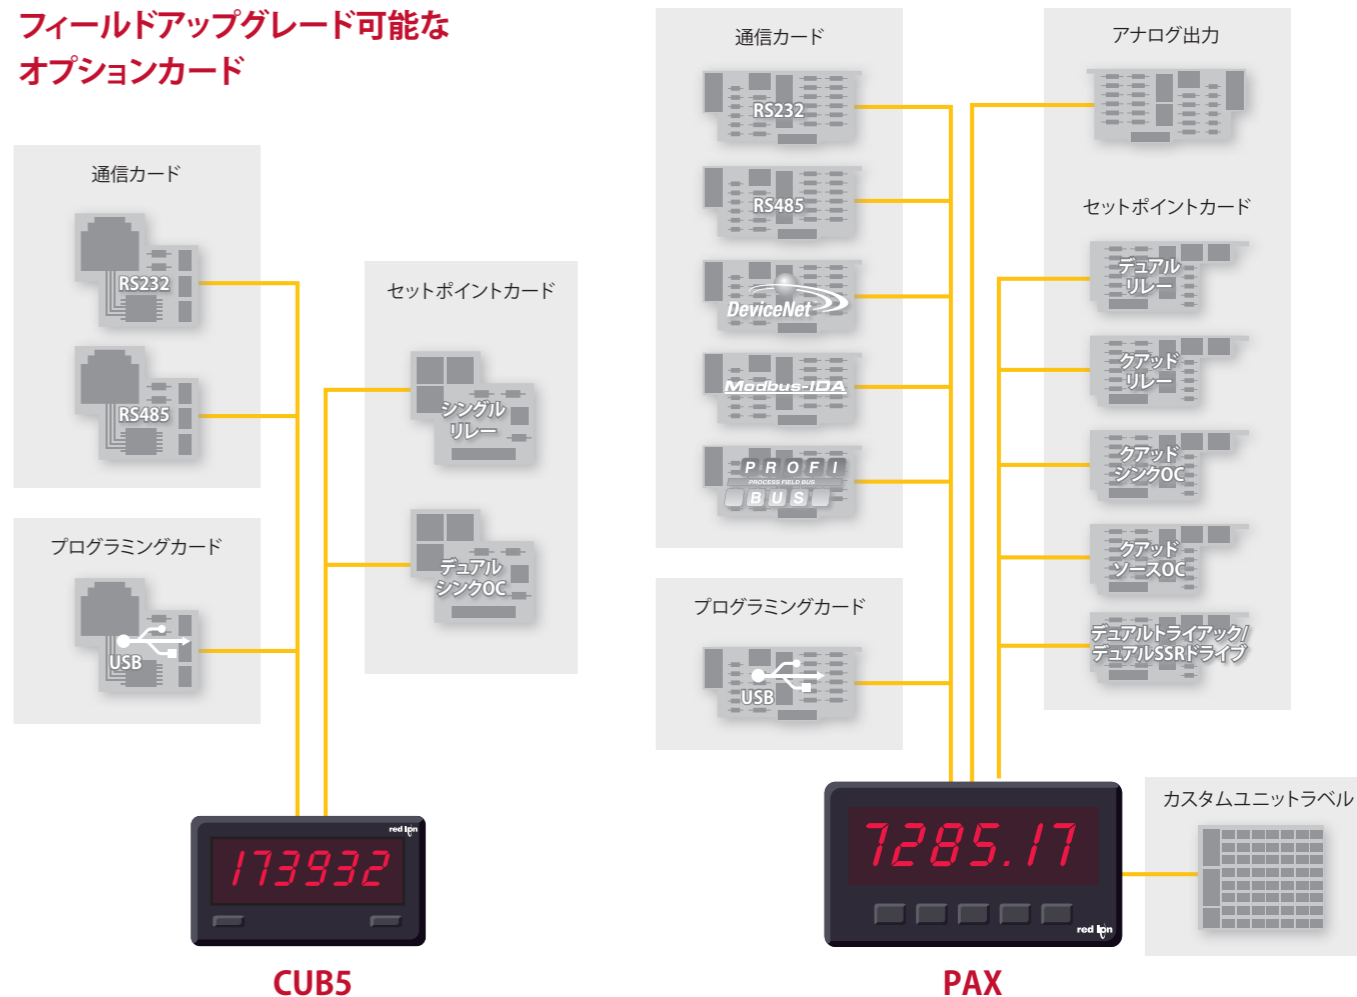 フィールドアップグレード可能な
オプションカード
通信カード
RS232
RS485
プログラミングカード
USB
セットポイントカード
シングル
リレー
デュアル
シンクOC
red lion
173932
CUB5
通信カード
RS232
RS485
DeviceNet
Modbus-IDA
PROFI
PROCESS FIELD BUS
BUS
プログラミングカード
USB
アナログ出力
セットポイントカード
デュアル
リレー
クアッド
リレー
クアッド
シンクOC
クアッド
ソースOC
デュアルトライアック/
デュアルSSRドライブ
7285.17
red lion
カスタムユニットラベル
PAX